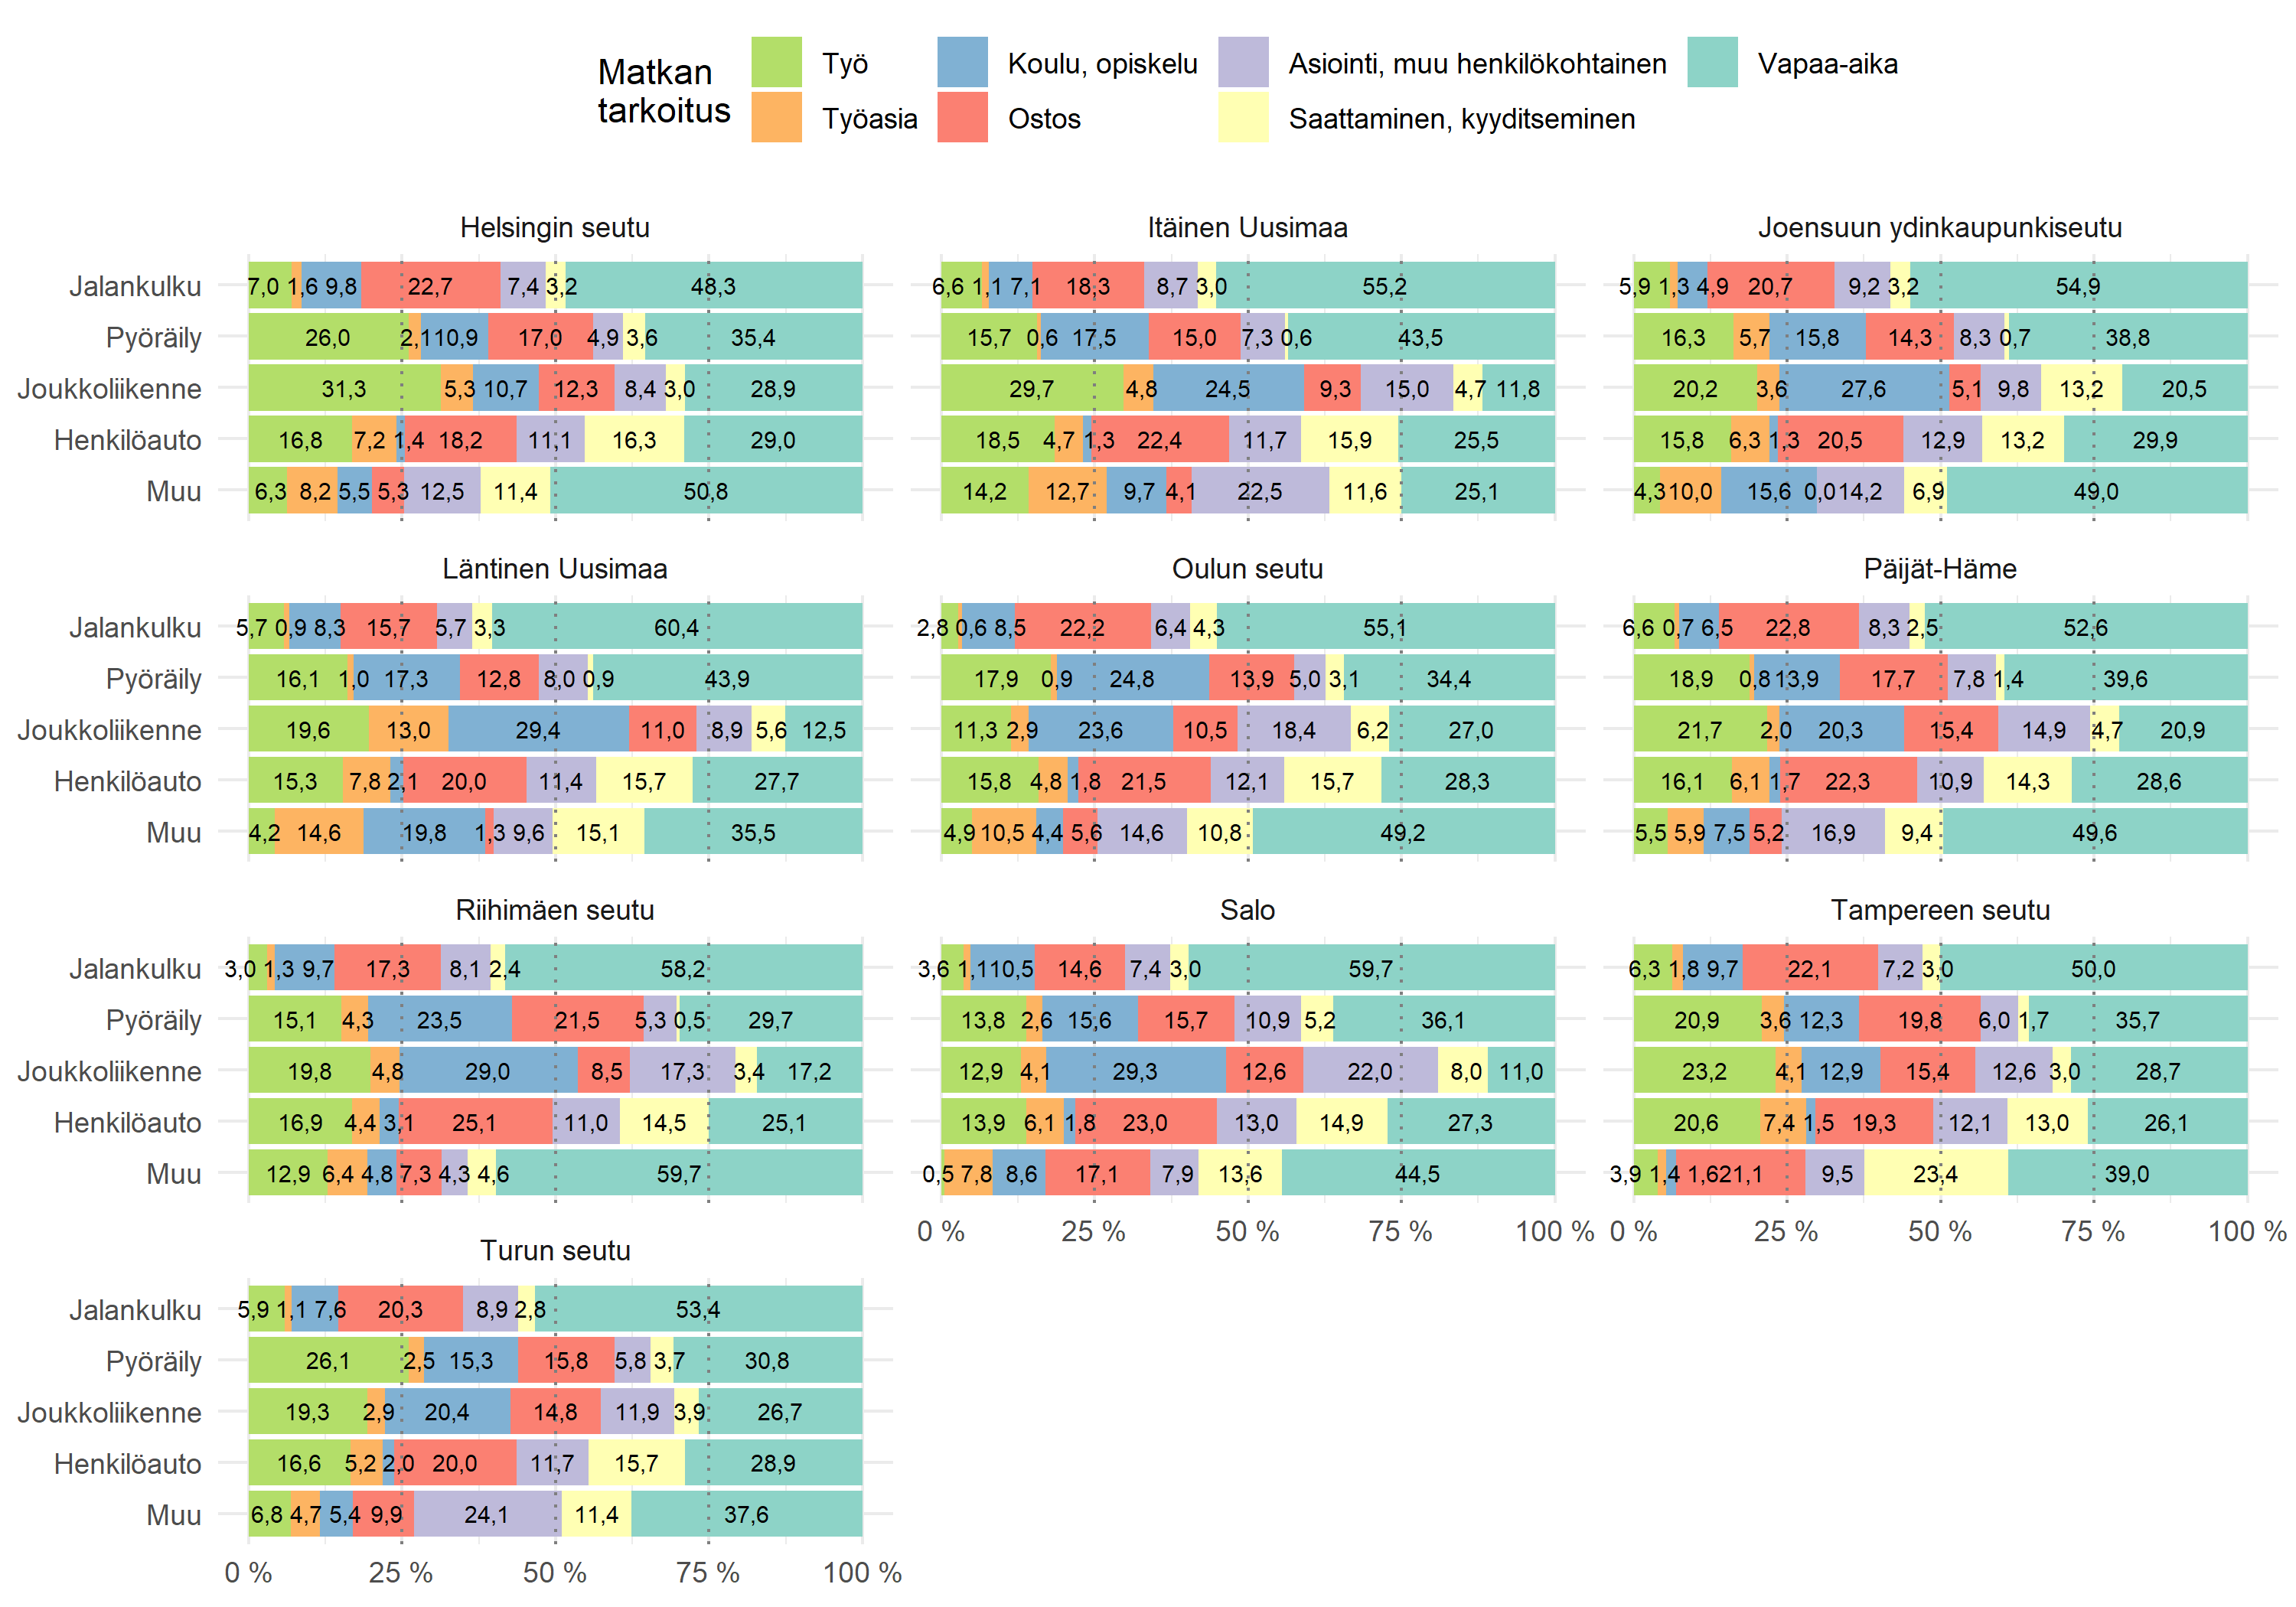 Matkan
tarkoitus
Työ
Koulu, opiskelu
Asiointi, muu henkilökohtainen
Vapaa-aika
Työasia
Ostos
Saattaminen, kyyditseminen
Helsingin seutu
Jalankulku 7,0 1,6 9,8 22,7 7,4 3,2 48,3
Pyöräily 26,0 2,1 10,9 17,0 4,9 3,6 35,4
Joukkoliikenne 31,3 5,3 10,7 12,3 8,4 3,0 28,9
Henkilöauto 16,8 7,2 1,4 18,2 11,1 16,3 29,0
Muu 6,3 8,2 5,5 5,3 12,5 11,4 50,8
Itäinen Uusimaa
6,6 1,1 7,1 18,3 8,7 3,0 55,2
15,7 0,6 17,5 15,0 7,3 0,6 43,5
29,7 4,8 24,5 9,3 15,0 4,7 11,8
18,5 4,7 1,3 22,4 11,7 15,9 25,5
14,2 12,7 9,7 4,1 22,5 11,6 25,1
Joensuun ydinkaupunkiseutu
5,9 1,3 4,9 20,7 9,2 3,2 54,9
16,3 5,7 15,8 14,3 8,3 0,7 38,8
20,2 3,6 27,6 5,1 9,8 13,2 20,5
15,8 6,3 1,3 20,5 12,9 13,2 29,9
4,3 10,0 15,6 0,0 14,2 6,9 49,0
Läntinen Uusimaa
Jalankulku 5,7 0,9 8,3 15,7 5,7 3,3 60,4
Pyöräily 16,1 1,0 17,3 12,8 8,0 0,9 43,9
Joukkoliikenne 19,6 13,0 29,4 11,0 8,9 5,6 12,5
Henkilöauto 15,3 7,8 2,1 20,0 11,4 15,7 27,7
Muu 4,2 14,6 19,8 1,3 9,6 15,1 35,5
Oulun seutu
2,8 0,6 8,5 22,2 6,4 4,3 55,1
17,9 0,9 24,8 13,9 5,0 3,1 34,4
11,3 2,9 23,6 10,5 18,4 6,2 27,0
15,8 4,8 1,8 21,5 12,1 15,7 28,3
4,9 10,5 4,4 5,6 14,6 10,8 49,2
Päijät-Häme
6,6 0,7 6,5 22,8 8,3 2,5 52,6
18,9 0,8 13,9 17,7 7,8 1,4 39,6
21,7 2,0 20,3 15,4 14,9 4,7 20,9
16,1 6,1 1,7 22,3 10,9 14,3 28,6
5,5 5,9 7,5 5,2 16,9 9,4 49,6
Riihimäen seutu
Jalankulku 3,0 1,3 9,7 17,3 8,1 2,4 58,2
Pyöräily 15,1 4,3 23,5 21,5 5,3 0,5 29,7
Joukkoliikenne 19,8 4,8 29,0 8,5 17,3 3,4 17,2
Henkilöauto 16,9 4,4 3,1 25,1 11,0 14,5 25,1
Muu 12,9 6,4 4,8 7,3 4,3 4,6 59,7
Salo
3,6 1,1 10,5 14,6 7,4 3,0 59,7
13,8 2,6 15,6 15,7 10,9 5,2 36,1
12,9 4,1 29,3 12,6 22,0 8,0 11,0
13,9 6,1 1,8 23,0 13,0 14,9 27,3
0,5 7,8 8,6 17,1 7,9 13,6 44,5
0 % 25 % 50 % 75 % 100 %
Tampereen seutu
6,3 1,8 9,7 22,1 7,2 3,0 50,0
20,9 3,6 12,3 19,8 6,0 1,7 35,7
23,2 4,1 12,9 15,4 12,6 3,0 28,7
20,6 7,4 1,5 19,3 12,1 13,0 26,1
3,9 1,4 1,6 21,1 9,5 23,4 39,0
0 % 25 % 50 % 75 % 100 %
Turun seutu
Jalankulku 5,9 1,1 7,6 20,3 8,9 2,8 53,4
Pyöräily 26,1 2,5 15,3 15,8 5,8 3,7 30,8
Joukkoliikenne 19,3 2,9 20,4 14,8 11,9 3,9 26,7
Henkilöauto 16,6 5,2 2,0 20,0 11,7 15,7 28,9
Muu 6,8 4,7 5,4 9,9 24,1 11,4 37,6
0 % 25 % 50 % 75 % 100 %